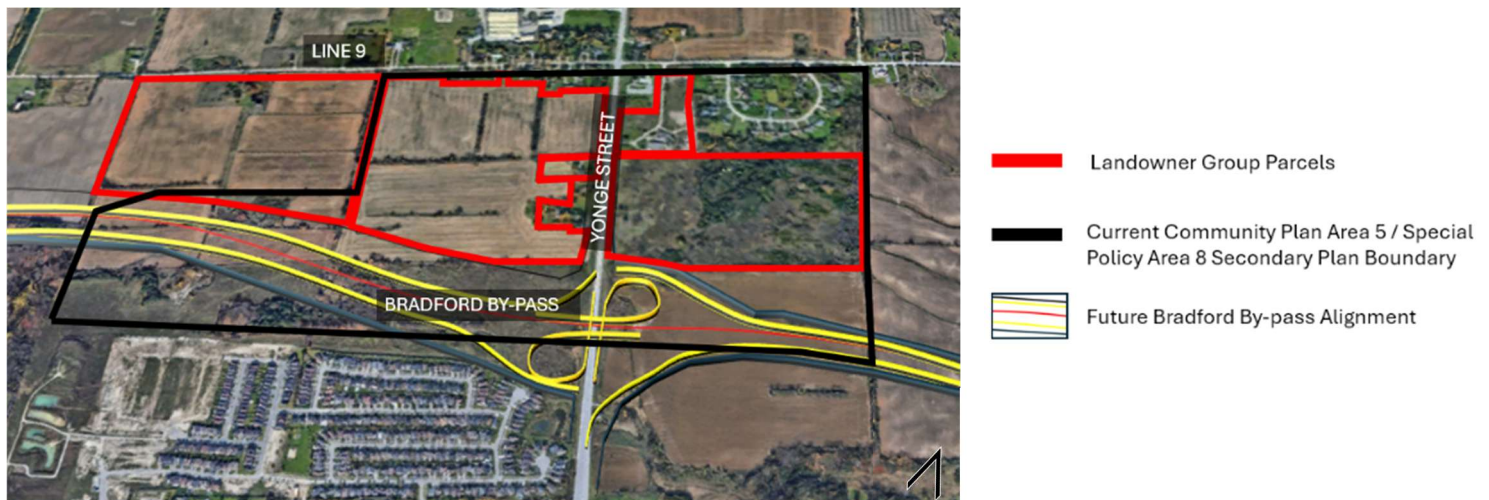 LINE 9
YONGE STREET
BRADFORD BY-PASS
Landowner Group Parcels
Current Community Plan Area 5 / Special
Policy Area 8 Secondary Plan Boundary
Future Bradford By-pass Alignment